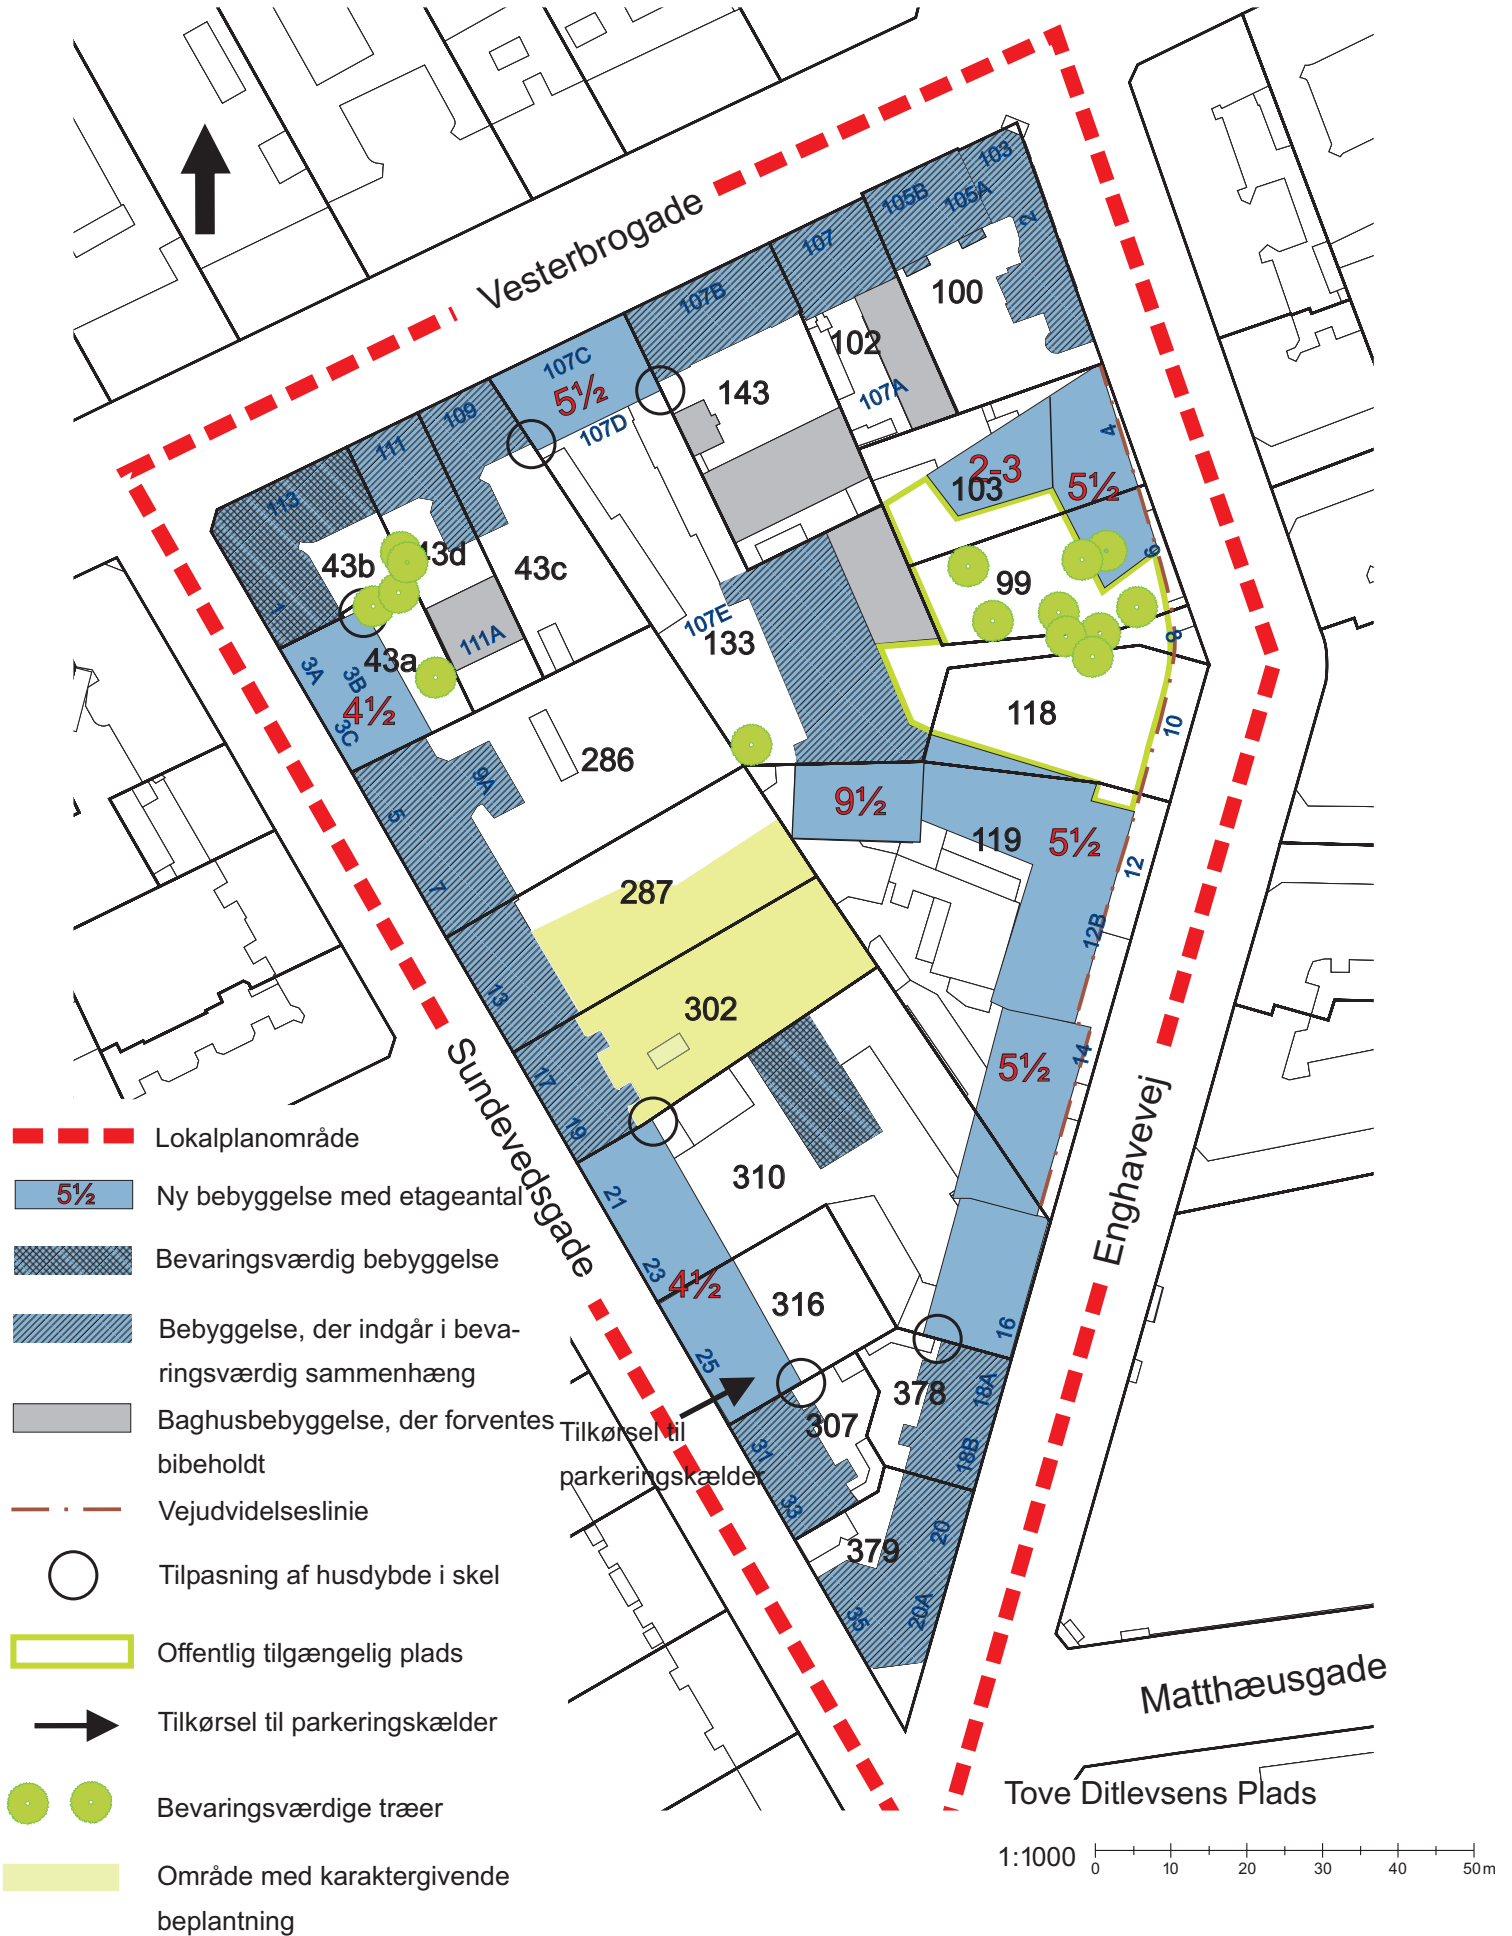 Vesterbrogade
103
105A
105B
2
107
107B
100
102
107C
5½
143
107A
107D
109
111
4
113
2-3
103
5½
6
43b
43d
43c
99
1
107E
111A
133
8
3A
3B
43a
3C
4½
118
10
286
9A
5
9½
119
5½
12
7
287
12B
13
302
14
5½
17
19
Sundevedsgade
Enghavevej
310
21
23
4½
316
16
25
378
18A
307
31
18B
33
20
379
35
20A
Tilkørsel til
parkeringskælder
Lokalplanområde
5½ Ny bebyggelse med etageantal
Bevaringsværdig bebyggelse
Bebyggelse, der indgår i beva-
ringsværdig sammenhæng
Baghusbebyggelse, der forventes
bibeholdt
Vejudvidelseslinie
Tilpasning af husdybde i skel
Offentlig tilgængelig plads
Tilkørsel til parkeringskælder
Bevaringsværdige træer
Område med karaktergivende
beplantning
Matthæusgade
Tove Ditlevsens Plads
1:1000
0 10 20 30 40 50 m